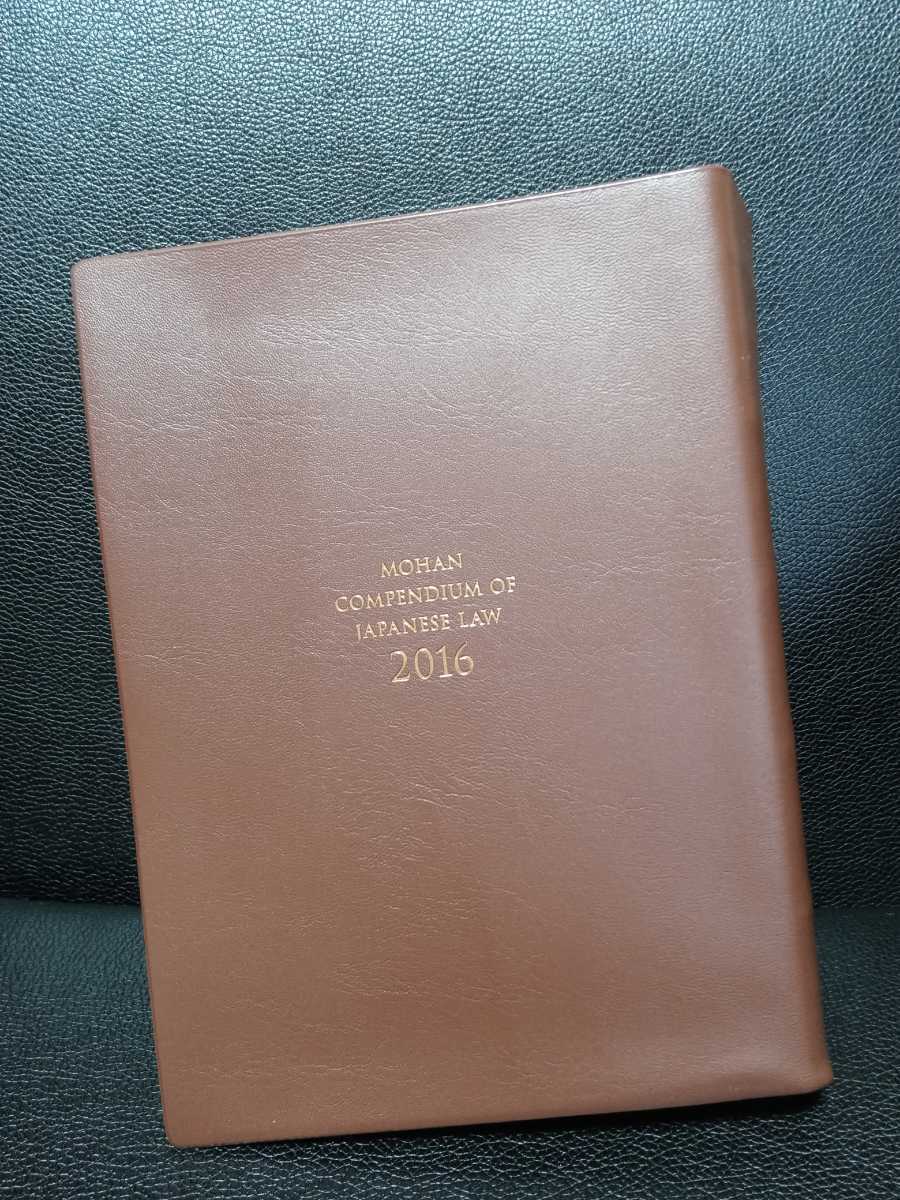 MOHAN
COMPENDIUM OF
JAPANESE LAW
2016